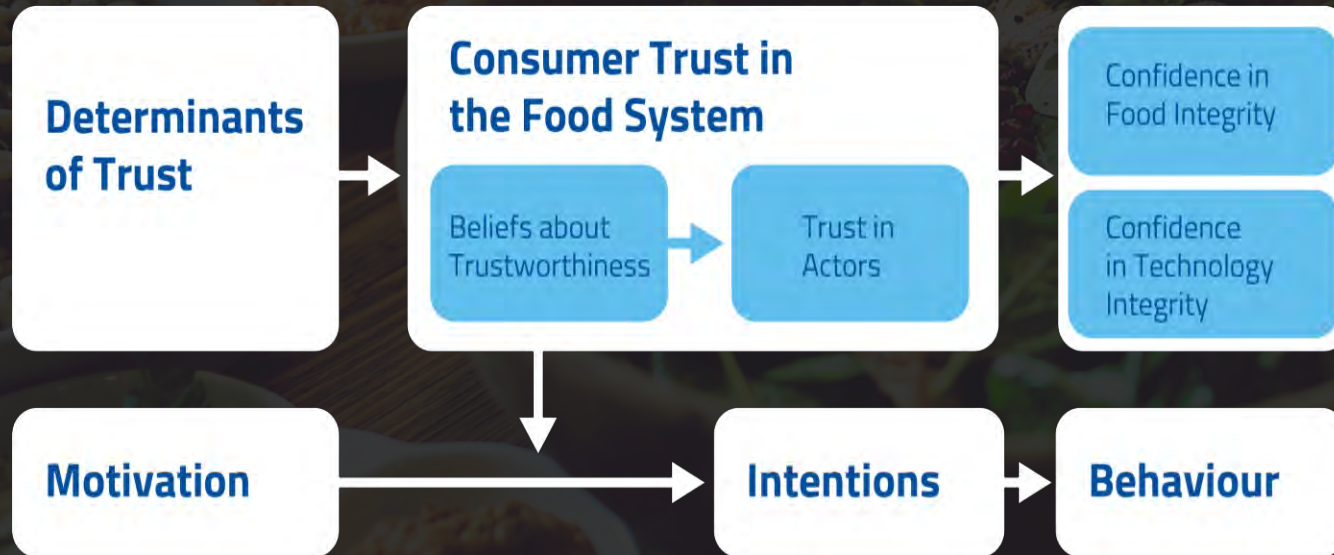 Determinants
of Trust
Consumer Trust in
the Food System
Beliefs about
Trustworthiness
Trust in
Actors
Confidence in
Food Integrity
Confidence
in Technology
Integrity
Motivation
Intentions
Behaviour